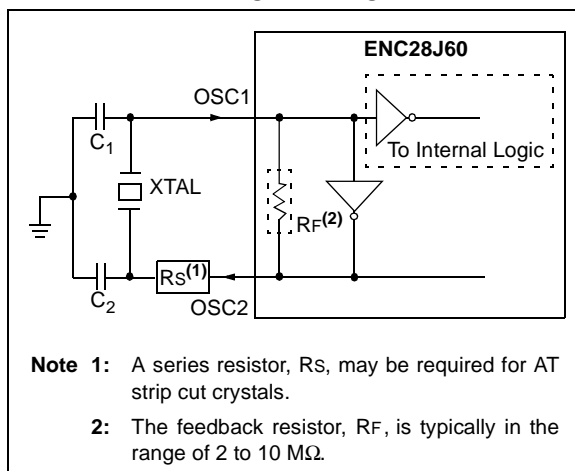 ENC28J60
OSC1
To Internal Logic
C1
XTAL
RF(2)
C2
RS(1)
OSC2
Note 1: A series resistor, RS, may be required for AT
strip cut crystals.
2: The feedback resistor, RF, is typically in the
range of 2 to 10 MΩ.